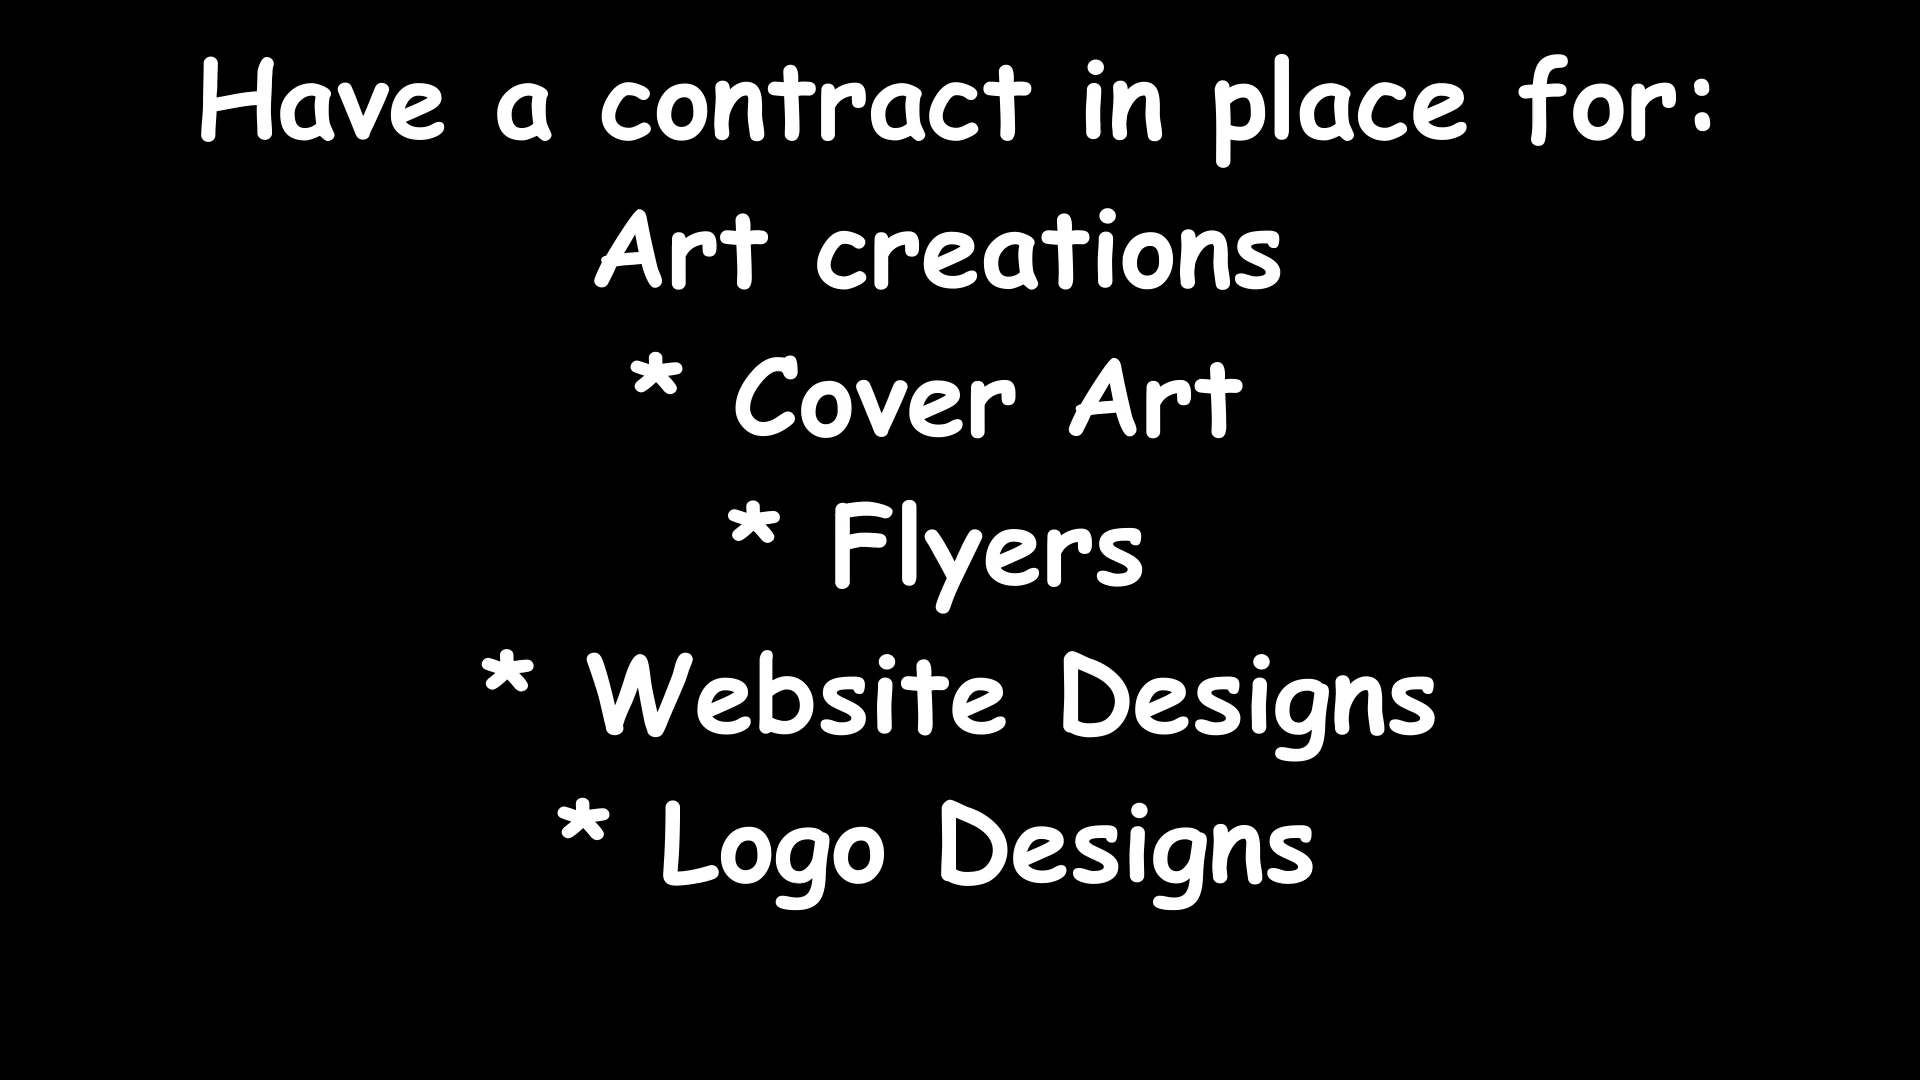 Have a contract in place for:
Art creations
* Cover Art
* Flyers
* Website Designs
* Logo Designs